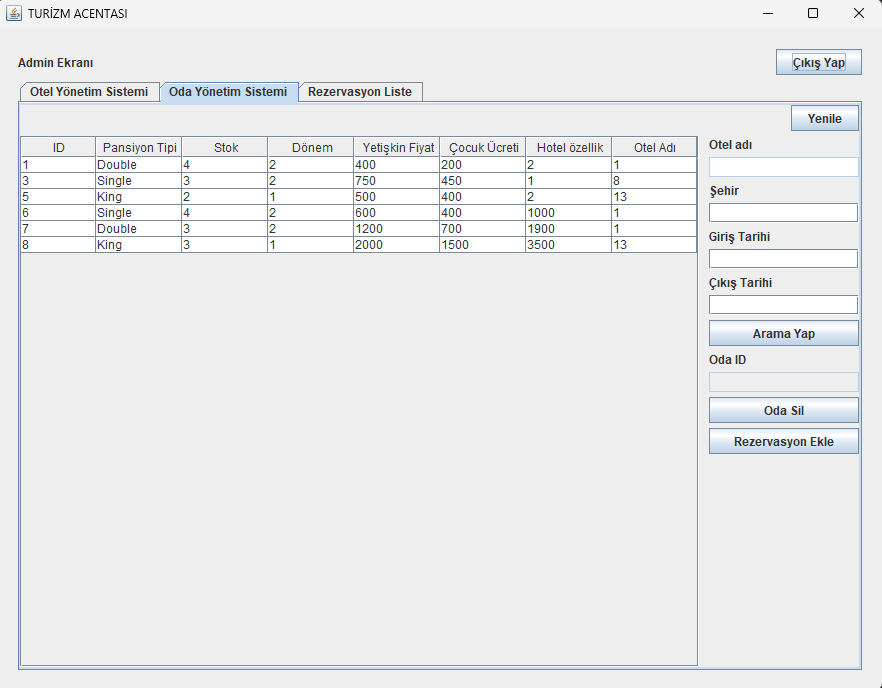 TURİZM ACENTASI
Admin Ekranı
Çıkış Yap
Otel Yönetim Sistemi Oda Yönetim Sistemi Rezervasyon Liste
Yenile
ID Pansiyon Tipi Stok Dönem Yetişkin Fiyat Çocuk Ücreti Hotel özellik Otel Adı
1 Double 4 2 400 200 2 1
3 Single 3 2 750 450 1 8
5 King 2 1 500 400 2 13
6 Single 4 2 600 400 1000 1
7 Double 3 2 1200 700 1900 1
8 King 3 1 2000 1500 3500 13
Otel adı
Şehir
Giriş Tarihi
Çıkış Tarihi
Arama Yap
Oda ID
Oda Sil
Rezervasyon Ekle